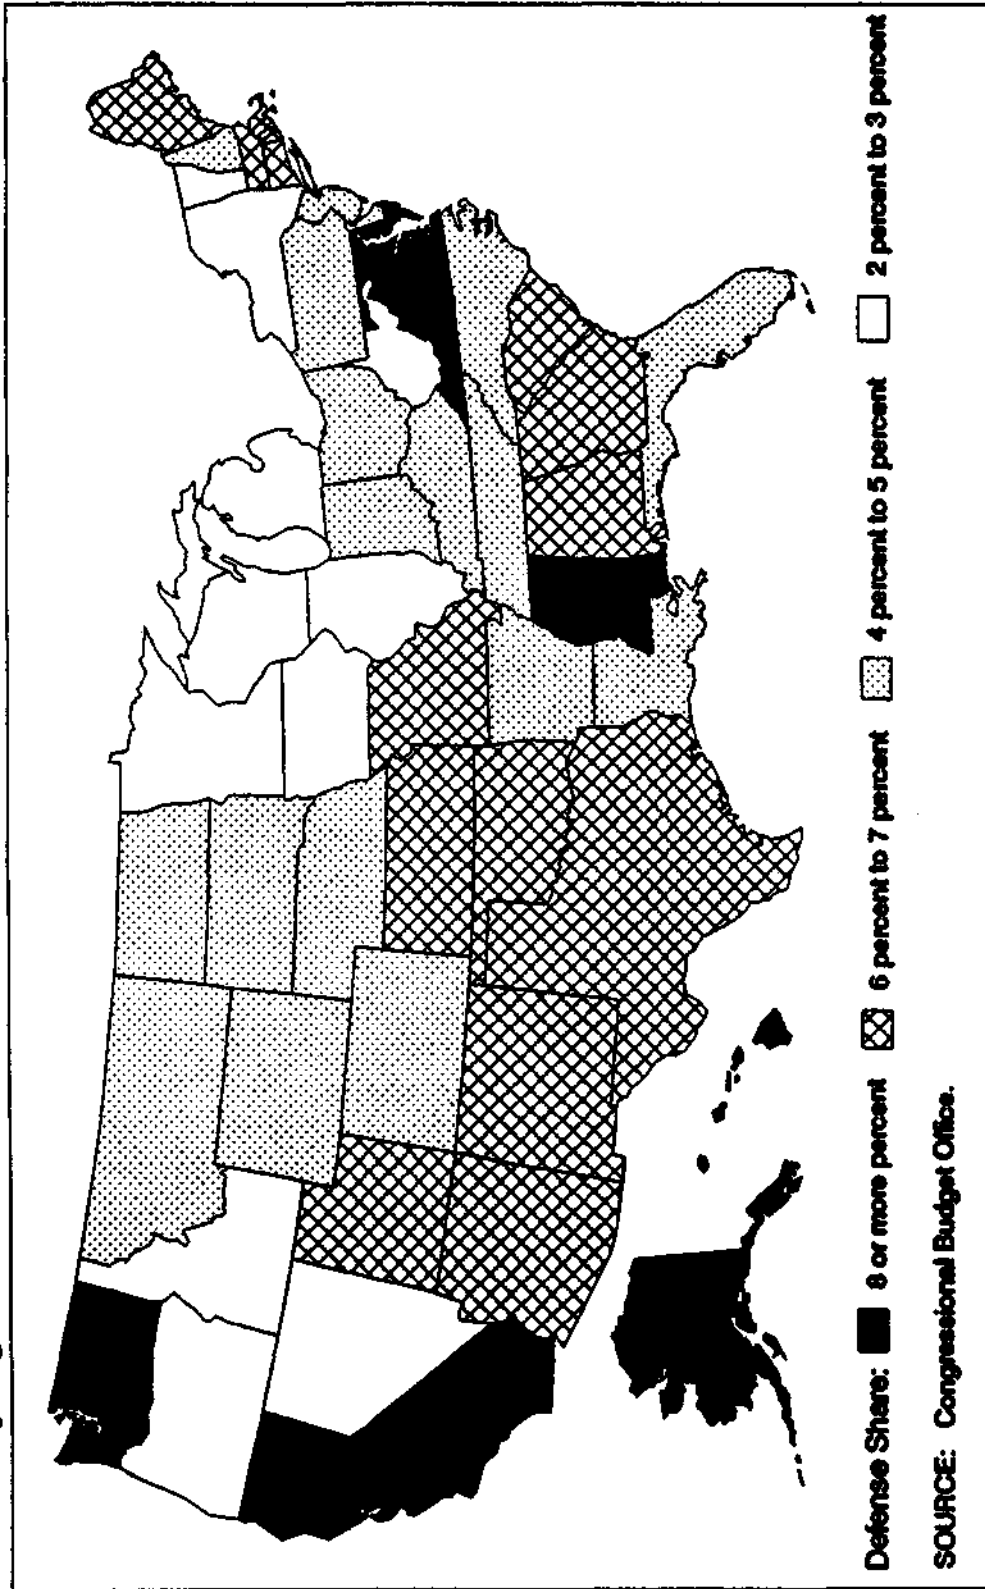 Defense Share: 8 or more percent 6 percent to 7 percent 4 percent to 5 percent 2 percent to 3 percent
SOURCE: Congressional Budget Office.